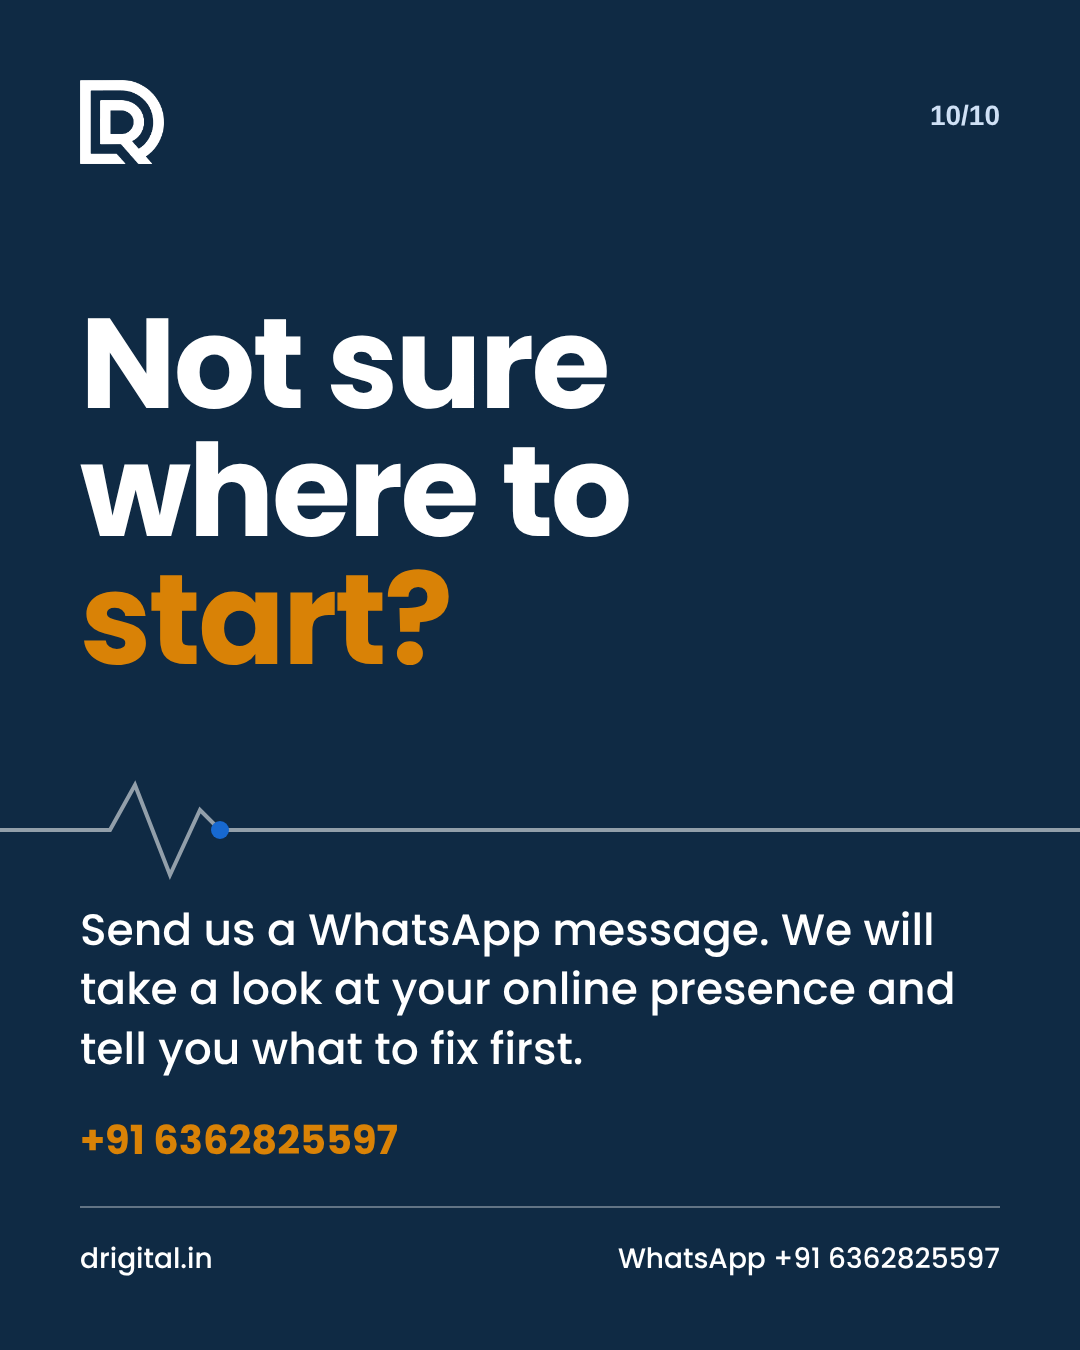 10/10
Not sure
where to
start?
Send us a WhatsApp message. We will
take a look at your online presence and
tell you what to fix first.
+91 6362825597
drigital.in
WhatsApp +91 6362825597